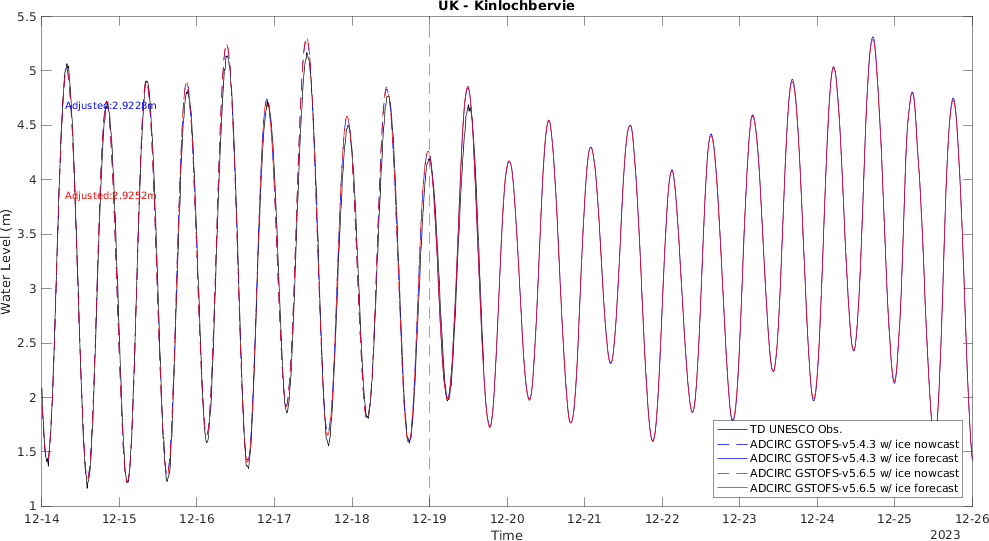 UK - Kinlochbervie
5.5
5
Adjusted:2.9228m
4.5
4
Adjusted:2.9252m
3.5
Water Level (m)
3
2.5
2
1.5
1
TD UNESCO Obs.
ADCIRC GSTOFS-v5.4.3 w/ ice nowcast
ADCIRC GSTOFS-v5.4.3 w/ ice forecast
ADCIRC GSTOFS-v5.6.5 w/ ice nowcast
ADCIRC GSTOFS-v5.6.5 w/ ice forecast
12-14 12-15 12-16 12-17 12-18 12-19 12-20 12-21 12-22 12-23 12-24 12-25 12-26
Time
2023